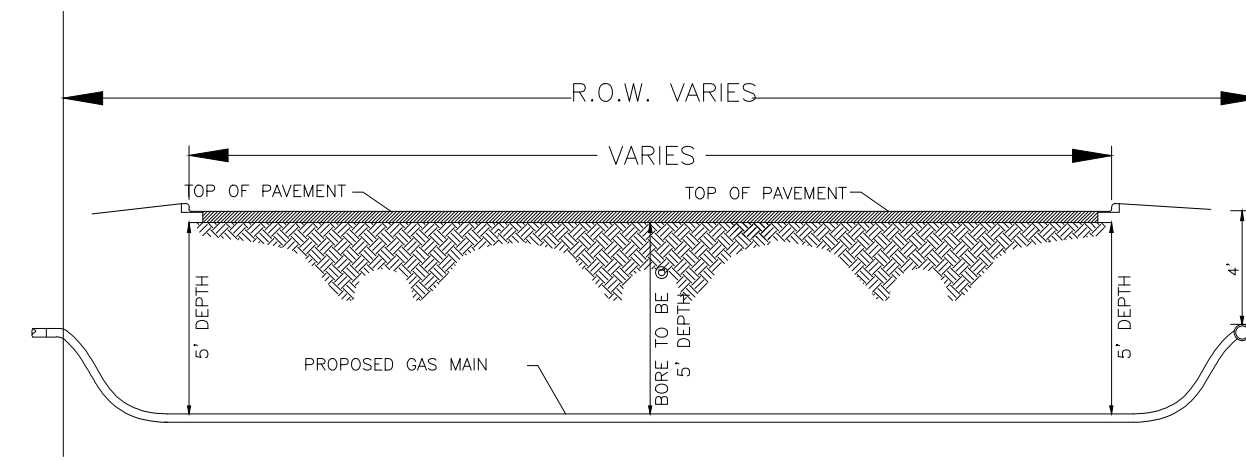 R.O.W. VARIES
VARIES
TOP OF PAVEMENT
TOP OF PAVEMENT
5' DEPTH
BORE TO BE @
5' DEPTH
5' DEPTH
4'
PROPOSED GAS MAIN